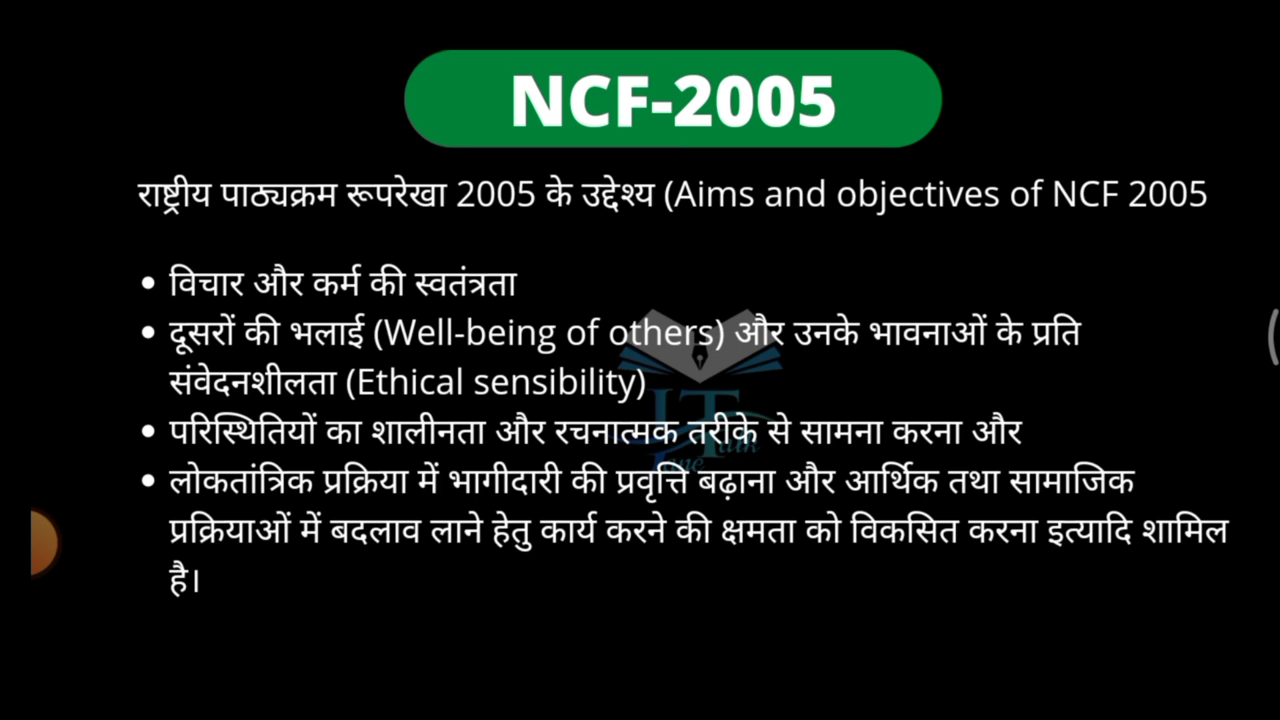 NCF-2005
राष्ट्रीय पाठ्यक्रम रूपरेखा 2005 के उद्देश्य (Aims and objectives of NCF 2005
• विचार और कर्म की स्वतंत्रता
• दूसरों की भलाई (Well-being of others) और उनके भावनाओं के प्रति
संवेदनशीलता (Ethical sensibility)
• परिस्थितियों का शालीनता और रचनात्मक तरीके से सामना करना और
• लोकतांत्रिक प्रक्रिया में भागीदारी की प्रवृत्ति बढ़ाना और आर्थिक तथा सामाजिक
प्रक्रियाओं में बदलाव लाने हेतु कार्य करने की क्षमता को विकसित करना इत्यादि शामिल
है।